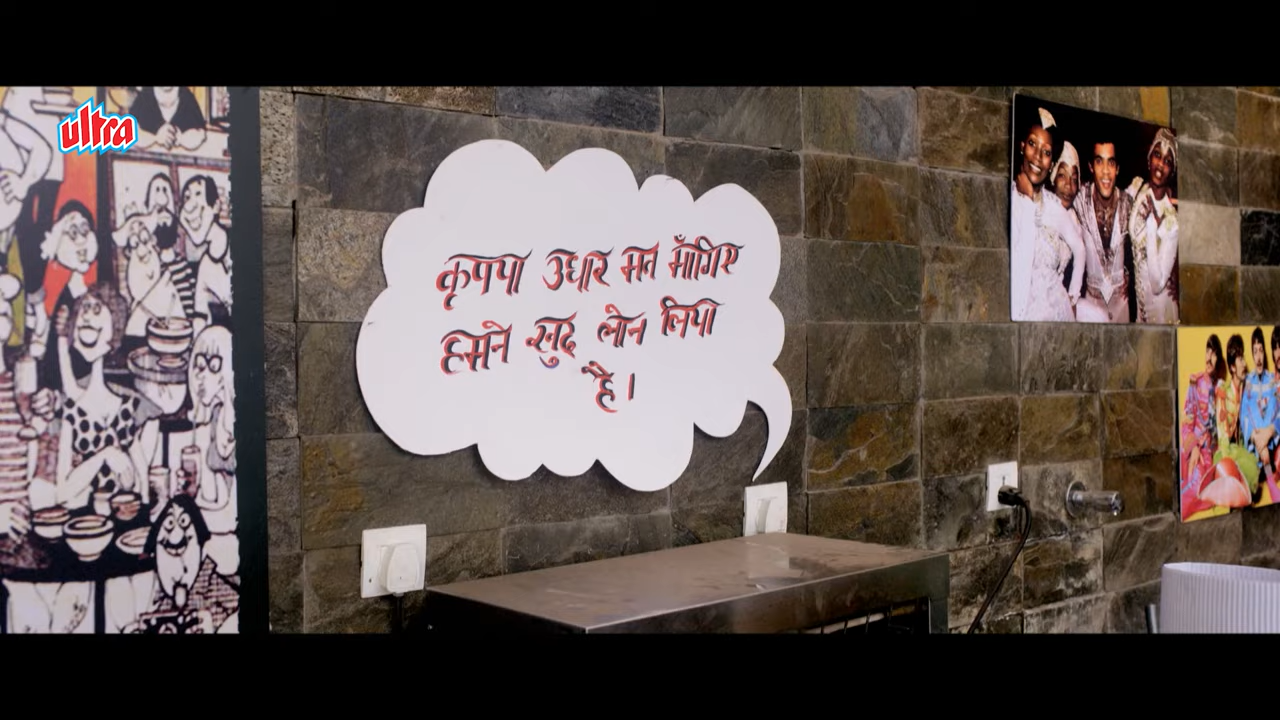 ultra
कृपया उधार मत माँगिए
हमने खुद लोन लिया
है।